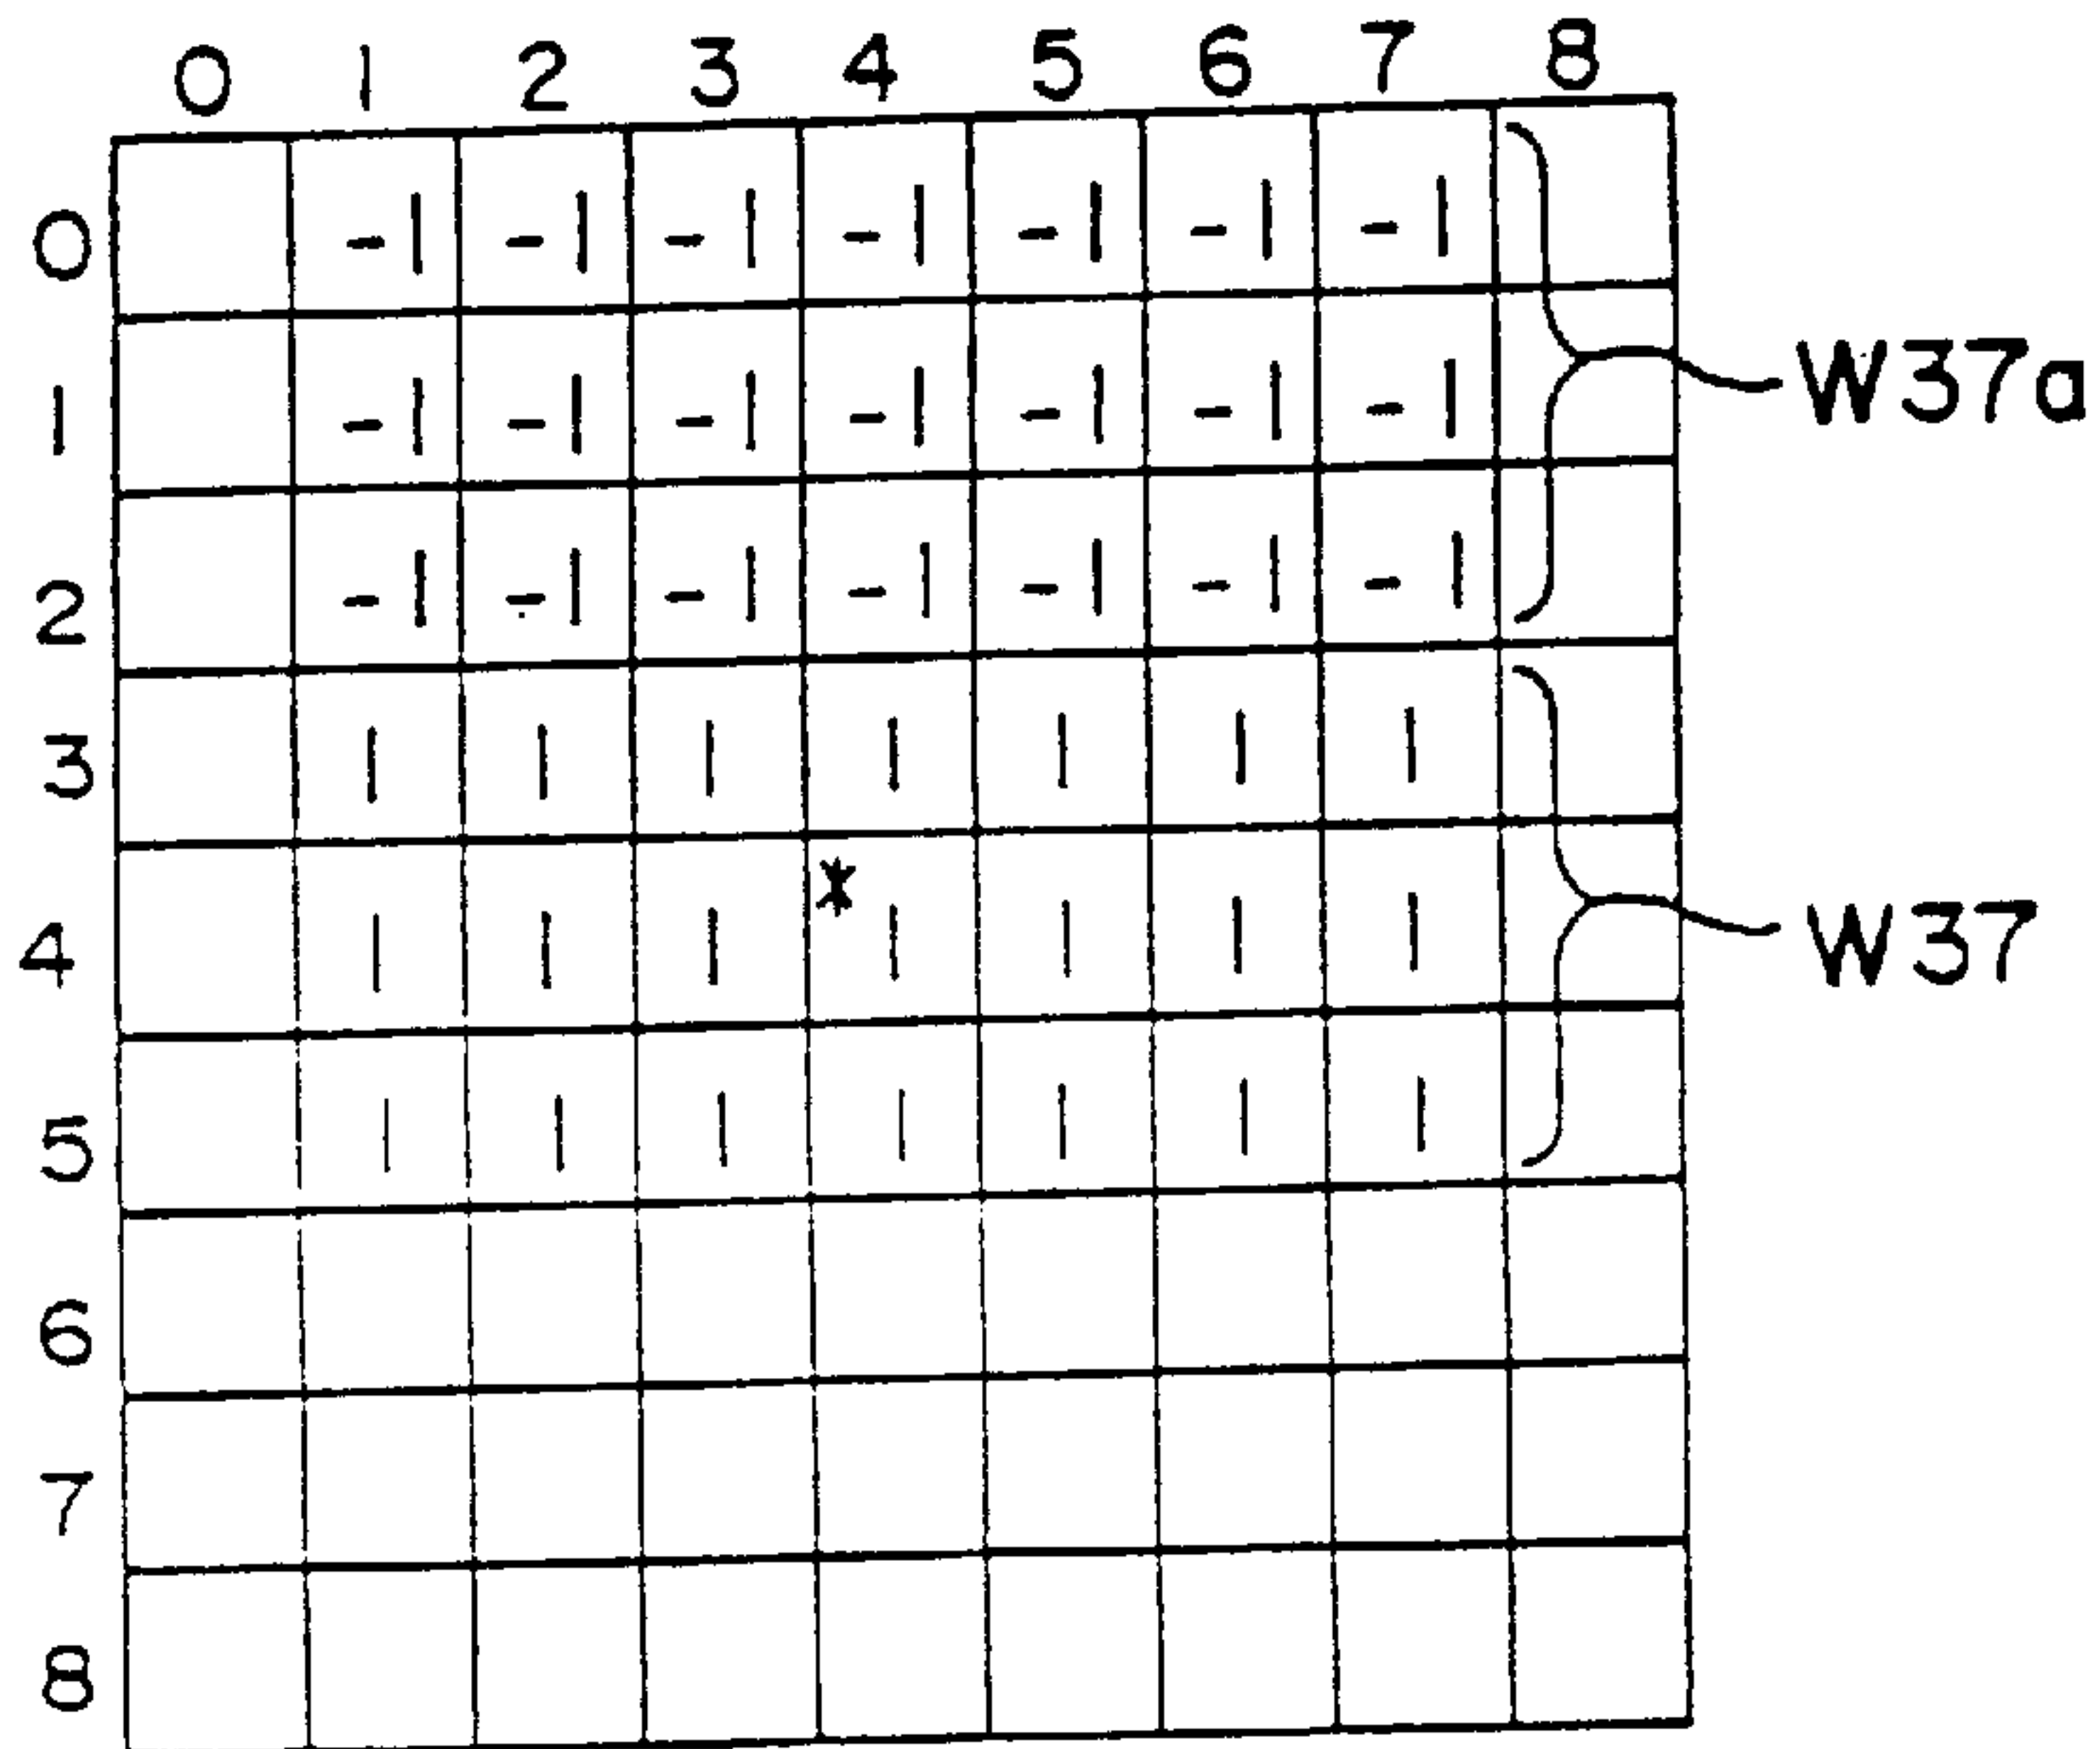 0 1 2 3 4 5 6 7 8
0 -1 -1 -1 -1 -1 -1 -1
1 -1 -1 -1 -1 -1 -1 -1
W37a
2 -1 -1 -1 -1 -1 -1 -1
3 1 1 1 1 1 1 1
4 1 1 1 * 1 1 1 1
W37
5 1 1 1 1 1 1 1
6
7
8